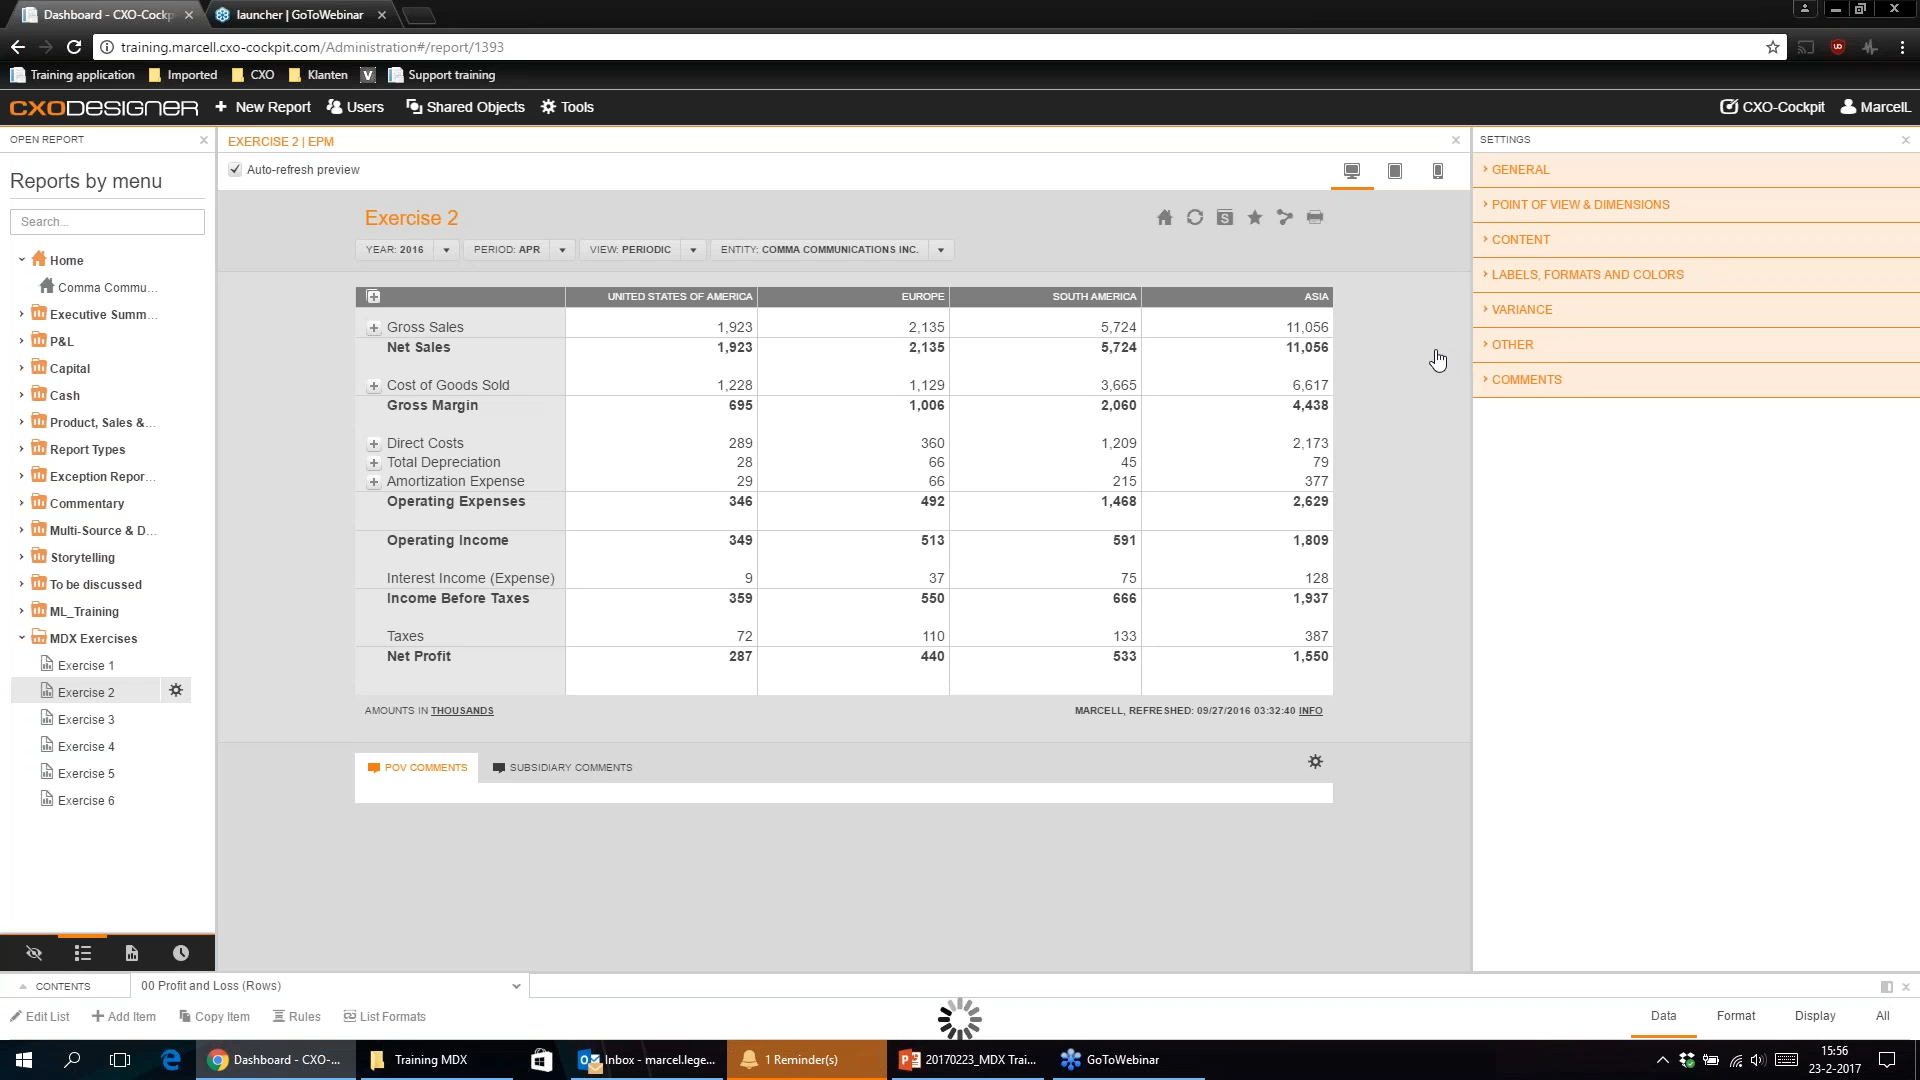 Dashboard - CXO-Cockp
launcher | GoToWebinar
training.marcell.cxo-cockpit.com/Administration#/report/1393
Training application
Imported
CXO
Klanten
V
Support training
CXODESIGNER
+ New Report
Users
Shared Objects
Tools
CXO-Cockpit
MarcelL
OPEN REPORT
EXERCISE 2 | EPM
SETTINGS
Reports by menu
Search...
Home
Comma Commu...
Executive Summ...
P&L
Capital
Cash
Product, Sales &...
Report Types
Exception Repor...
Commentary
Multi-Source & D...
Storytelling
To be discussed
ML_Training
MDX Exercises
Exercise 1
Exercise 2
Exercise 3
Exercise 4
Exercise 5
Exercise 6
Auto-refresh preview
Exercise 2
YEAR: 2016
PERIOD: APR
VIEW: PERIODIC
ENTITY: COMMA COMMUNICATIONS INC.
UNITED STATES OF AMERICA EUROPE SOUTH AMERICA ASIA
Gross Sales 1,923 2,135 5,724 11,056
Net Sales 1,923 2,135 5,724 11,056
Cost of Goods Sold 1,228 1,129 3,665 6,617
Gross Margin 695 1,006 2,060 4,438
Direct Costs 289 360 1,209 2,173
Total Depreciation 28 66 45 79
Amortization Expense 29 66 215 377
Operating Expenses 346 492 1,468 2,629
Operating Income 349 513 591 1,809
Interest Income (Expense) 9 37 75 128
Income Before Taxes 359 550 666 1,937
Taxes 72 110 133 387
Net Profit 287 440 533 1,550
AMOUNTS IN THOUSANDS
MARCELL, REFRESHED: 09/27/2016 03:32:40 INFO
POV COMMENTS
SUBSIDIARY COMMENTS
GENERAL
POINT OF VIEW & DIMENSIONS
CONTENT
LABELS, FORMATS AND COLORS
VARIANCE
OTHER
COMMENTS
CONTENTS
00 Profit and Loss (Rows)
Edit List
Add Item
Copy Item
Rules
List Formats
Data
Format
Display
All
Dashboard - CXO-...
Training MDX
Inbox - marcel.lege...
1 Reminder(s)
20170223_MDX Trai...
GoToWebinar
15:56
23-2-2017